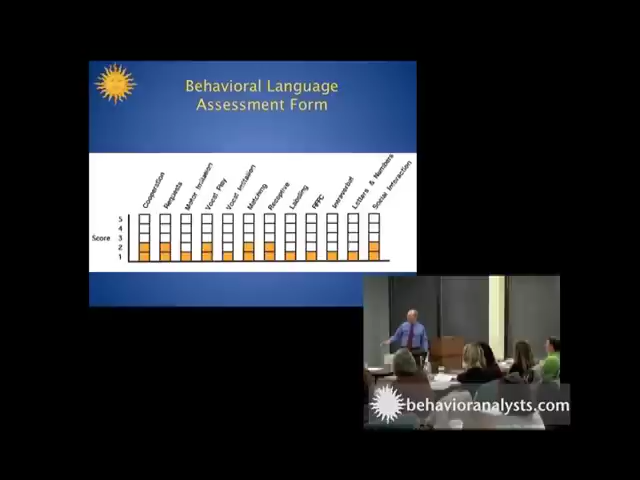 Behavioral Language
Assessment Form
Cooperation
Requests
Motor Imitation
Vocal Play
Vocal Imitation
Matching
Receptive
Labeling
RFFC
Intraverbal
Letters & Numbers
Social Interaction
5
4
3
2
1
Score
behavioranalysts.com